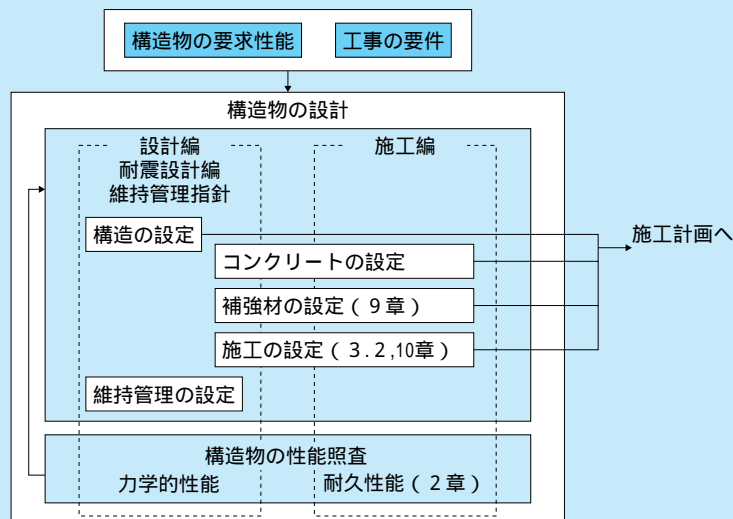 構造物の要求性能 工事の要件
構造物の設計
設計編 施工編
耐震設計編
維持管理指針
構造の設定
施工計画へ
コンクリートの設定
補強材の設定(9章)
施工の設定(3.2,10章)
維持管理の設定
構造物の性能照査
力学的性能 耐久性能(2章)